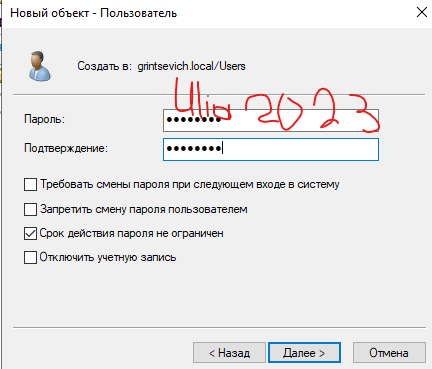 Новый объект - Пользователь
Создать в: grintsevich.local/Users
Пароль:
2023
Подтверждение:
Требовать смены пароля при следующем входе в систему
Запретить смену пароля пользователем
Срок действия пароля не ограничен
Отключить учетную запись
< Назад
Далее >
Отмена